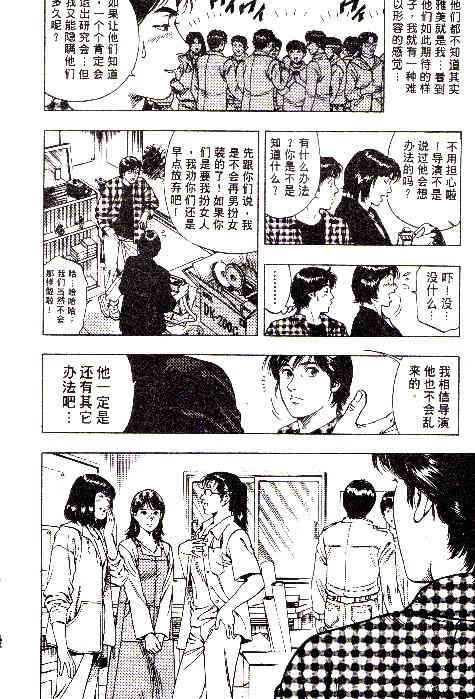 他们都不知道其实
雅美就是我…看到
他们如此期待的样
子，我就有一种难
以形容的感觉…
如果让他们知道
，一个个肯定会
退出研究会…但
我又能隐瞒他们
多久呢？
不用担心啦
！导演不是
说过他会想
办法的吗？
有什么办法
？你是不是
知道什么？
先跟你们说，我
是不会再男扮女
装的了！如果你
们是要我扮女人
，我劝你们还是
早点放弃吧！
哈…哈哈哈…
我们当然不会
那样做啦！
DX-7900S
吓…没…
没什么…
我相信导演
他也不会乱
来的…
他一定是
还有其它
办法吧…